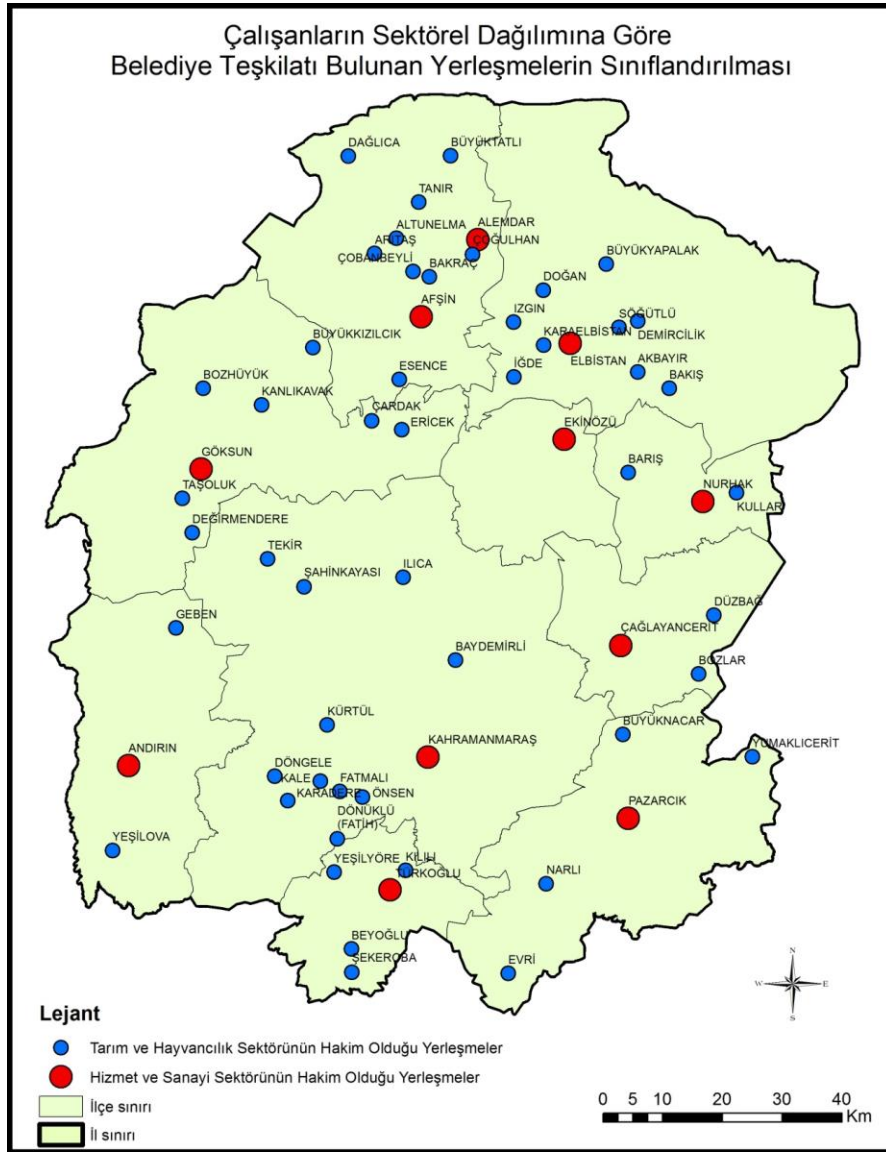 Çalışanların Sektörel Dağılımına Göre
Belediye Teşkilatı Bulunan Yerleşmelerin Sınıflandırılması
DAĞLICA
BÜYÜKTATLI
TANIR
ALTUNELMA
ALEMDAR
ARITAŞ
ÇOĞULHAN
ÇOBANBEYLİ
BAKRAÇ
BÜYÜKYAPALAK
DOĞAN
AFŞİN
IZGIN
SÖĞÜTLÜ
KARAELBİSTAN
DEMİRCİLİK
BÜYÜKKIZILCIK
ELBİSTAN
AKBAYIR
ESENCE
İĞDE
BAKIŞ
BOZHÜYÜK
KANLIKAVAK
ÇARDAK
ERİCEK
EKİNÖZÜ
GÖKSUN
BARIŞ
NURHAK
TAŞOLUK
KULLAR
DEĞİRMENDERE
TEKİR
ŞAHİNKAYASI
ILICA
GEBEN
DÜZBAĞ
ÇAĞLAYANCERİT
BAYDEMİRLİ
BOZLAR
KÜRTÜL
BÜYÜKNACAR
ANDIRIN
KAHRAMANMARAŞ
YUMAKLICERİT
DÖNGELE
KALE
FATMALI
KARADERE
ÖNSEN
PAZARCIK
DÖNÜKLÜ
(FATİH)
YEŞİLOVA
YEŞİLYÖRE
KILILI
TÜRKOĞLU
NARLI
BEYOĞLU
ŞEKEROBA
EVRİ
N
W
E
S
Lejant
Tarım ve Hayvancılık Sektörünün Hakim Olduğu Yerleşmeler
Hizmet ve Sanayi Sektörünün Hakim Olduğu Yerleşmeler
İlçe sınırı
İl sınırı
0 5 10 20 30 40
Km